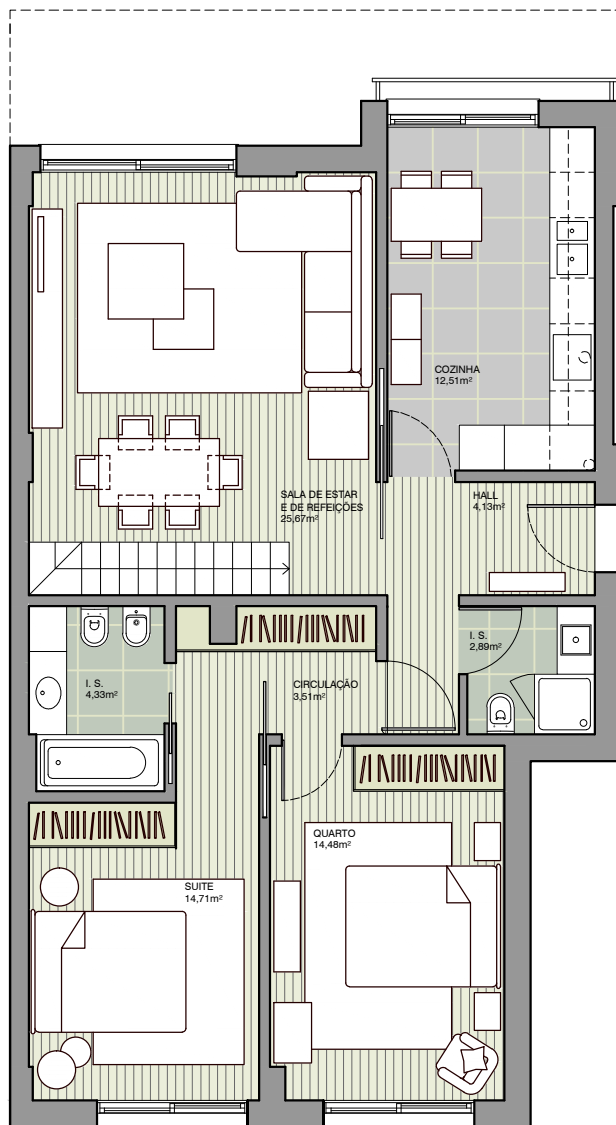 COZINHA
12,51m²
SALA DE ESTAR
E DE REFEIÇÕES
25,67m²
HALL
4,13m²
I. S.
2,89m²
I. S.
4,33m²
CIRCULAÇÃO
3,51m²
QUARTO
14,48m²
SUITE
14,71m²